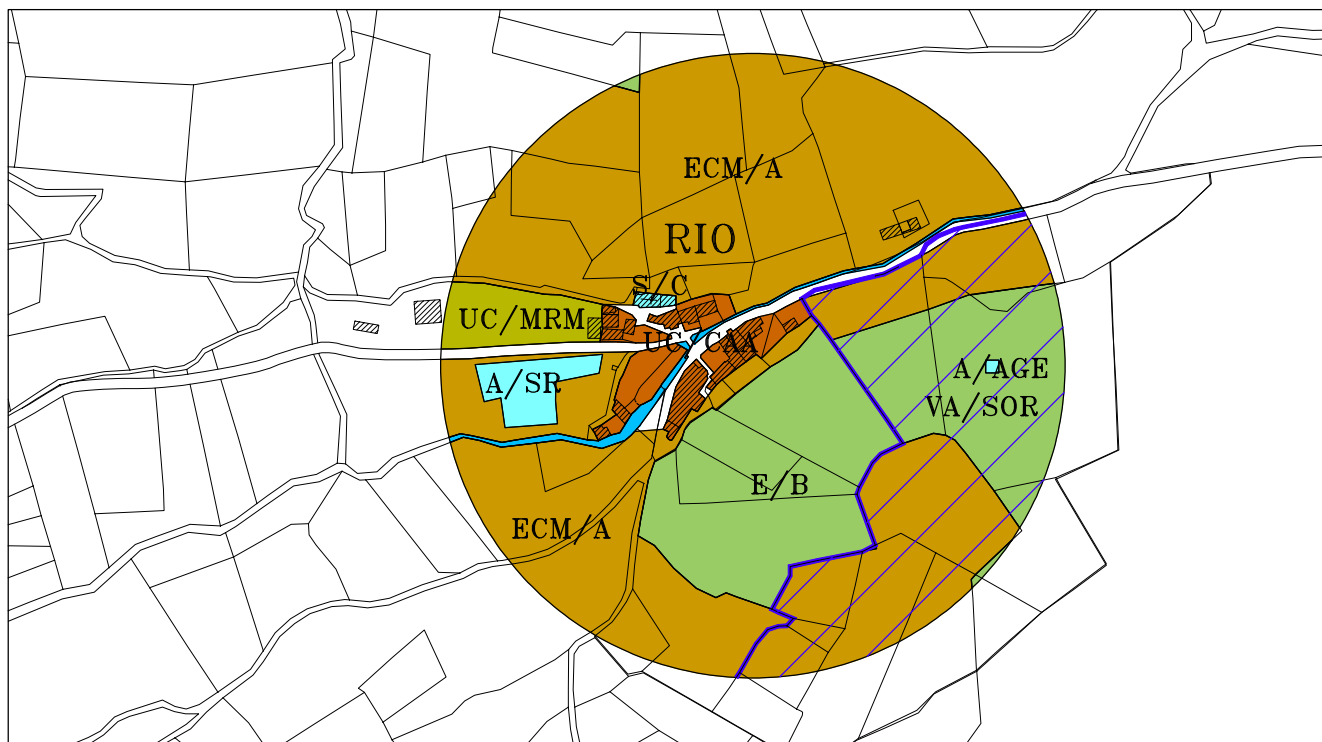 ECM/A
RIO
S/C
UC/MRM
UC/CAA
A/SR
A/AGE
VA/SOR
E/B
ECM/A